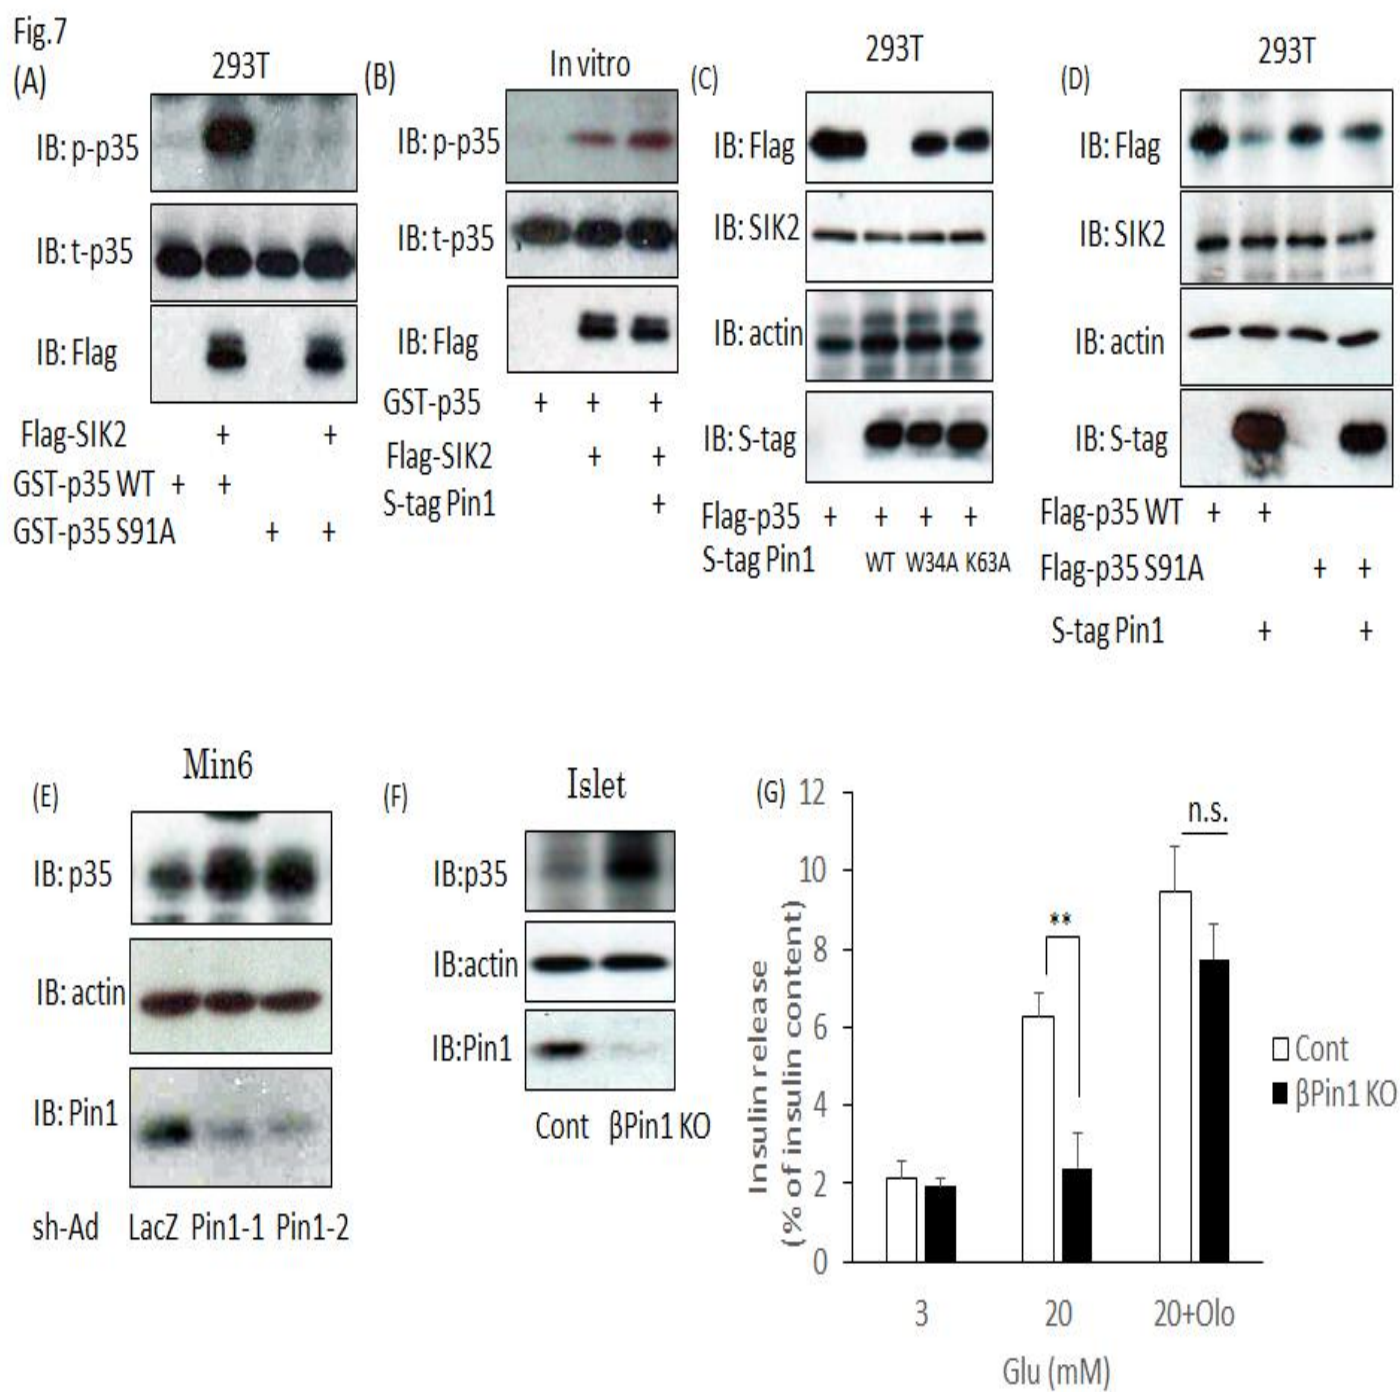 Fig.7
(A)
293T
IB: p-p35
IB: t-p35
IB: Flag
Flag-SIK2 + +
GST-p35 WT + +
GST-p35 S91A + +
(B)
In vitro
IB: p-p35
IB: t-p35
IB: Flag
GST-p35 + + +
Flag-SIK2 + +
S-tag Pin1 +
(C)
293T
IB: Flag
IB: SIK2
IB: actin
IB: S-tag
Flag-p35 + + + +
S-tag Pin1 WT W34A K63A
(D)
293T
IB: Flag
IB: SIK2
IB: actin
IB: S-tag
Flag-p35 WT + +
Flag-p35 S91A + +
S-tag Pin1 + +
(E)
Min6
IB: p35
IB: actin
IB: Pin1
sh-Ad LacZ Pin1-1 Pin1-2
(F)
Islet
IB:p35
IB:actin
IB:Pin1
Cont βPin1 KO
(G)
Insulin release
(% of insulin content)
12
10
8
6
4
2
0
**
n.s.
Cont
βPin1 KO
3 20 20+Olo
Glu (mM)